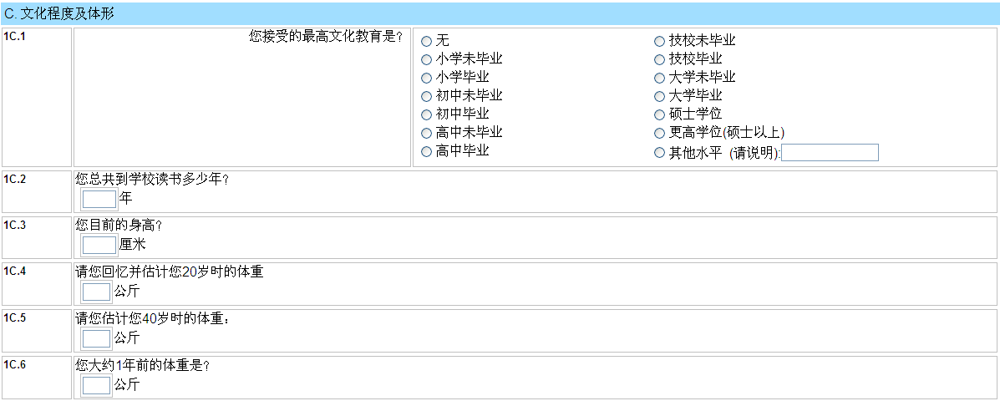 C. 文化程度及体形
1C.1 您接受的最高文化教育是?
无 技校未毕业
小学未毕业 技校毕业
小学毕业 大学未毕业
初中未毕业 大学毕业
初中毕业 硕士学位
高中未毕业 更高学位(硕士以上)
高中毕业 其他水平 (请说明):
1C.2 您总共到学校读书多少年?
年
1C.3 您目前的身高?
厘米
1C.4 请您回忆并估计您20岁时的体重
公斤
1C.5 请您估计您40岁时的体重:
公斤
1C.6 您大约1年前的体重是?
公斤